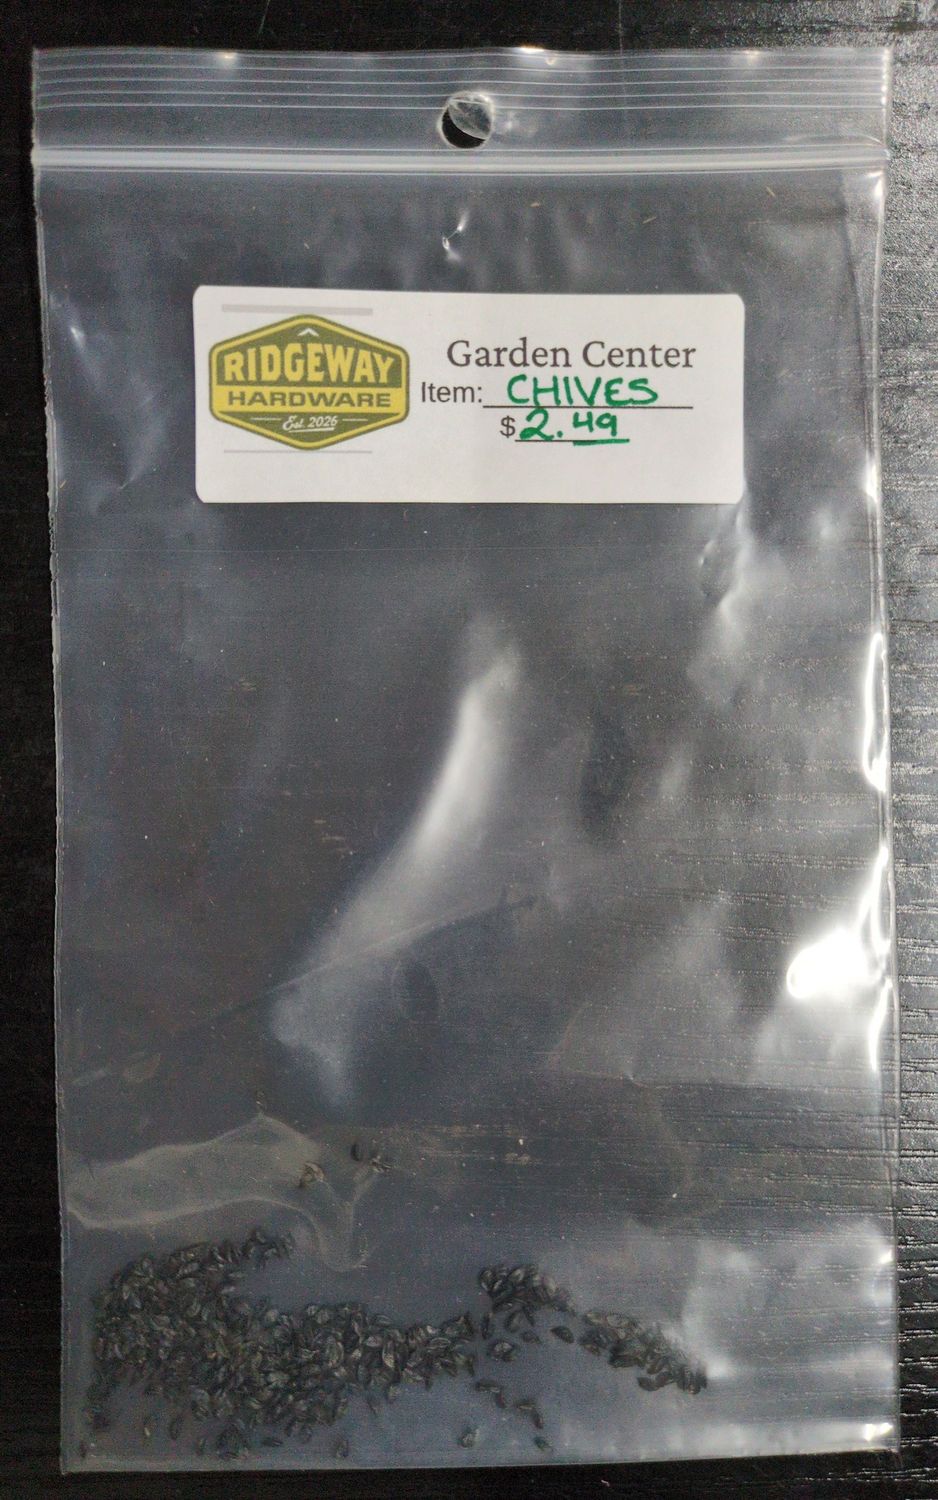 RIDGEWAY
HARDWARE
Est. 2026
Garden Center
Item: CHIVES
$2.49